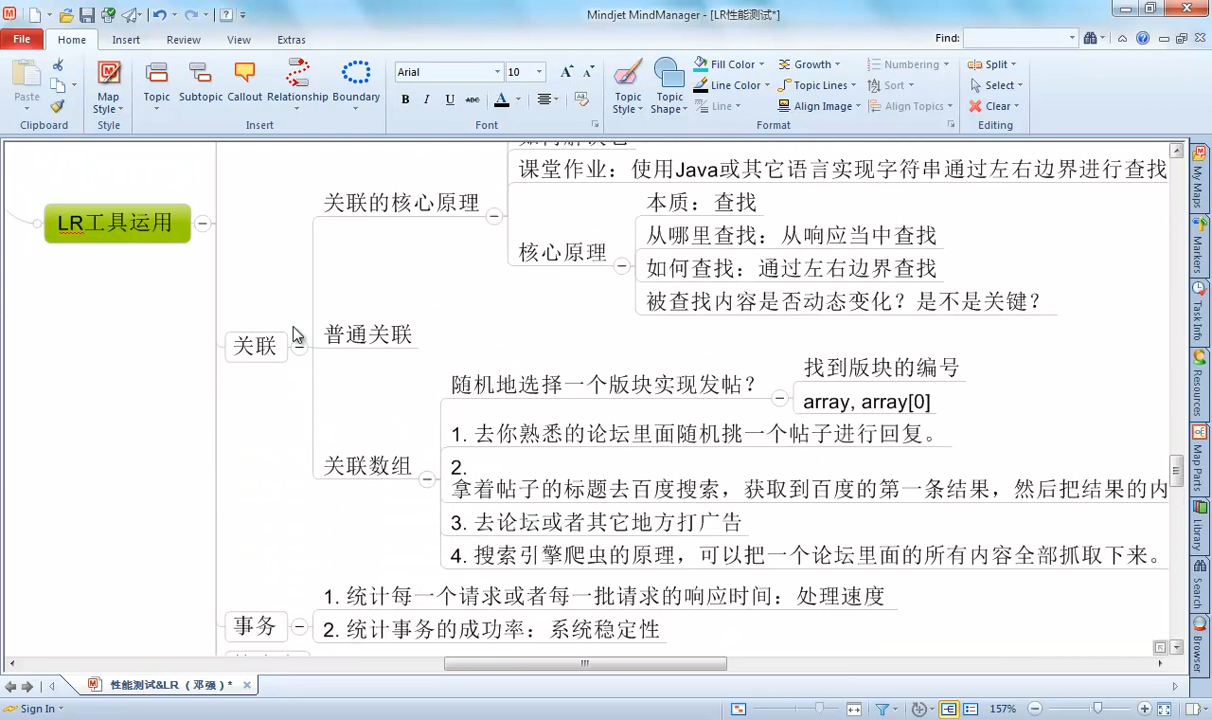 Mindjet MindManager - [LR性能测试*]
File
Home
Insert
Review
View
Extras
Find:
Paste
Clipboard
Map Style
Style
Topic
Subtopic
Callout
Relationship
Boundary
Insert
Arial
10
B I U abc A
Font
Topic Style
Topic Shape
Fill Color
Line Color
Line
Growth
Topic Lines
Align Image
Numbering
Sort
Align Topics
Format
Split
Select
Clear
Editing
课堂作业：使用Java或其它语言实现字符串通过左右边界进行查找
关联的核心原理
本质：查找
LR工具运用
从哪里查找：从响应当中查找
核心原理
如何查找：通过左右边界查找
被查找内容是否动态变化？是不是关键？
普通关联
关联
找到版块的编号
随机地选择一个版块实现发帖？
array, array[0]
1. 去你熟悉的论坛里面随机挑一个帖子进行回复。
关联数组
2.
拿着帖子的标题去百度搜索，获取到百度的第一条结果，然后把结果的内
3. 去论坛或者其它地方打广告
4. 搜索引擎爬虫的原理，可以把一个论坛里面的所有内容全部抓取下来。
1. 统计每一个请求或者每一批请求的响应时间：处理速度
事务
2. 统计事务的成功率：系统稳定性
My Maps
Markers
Task Info
Resources
Map Parts
Library
Search
Browser
性能测试&LR （邓强）*
Sign In
157%